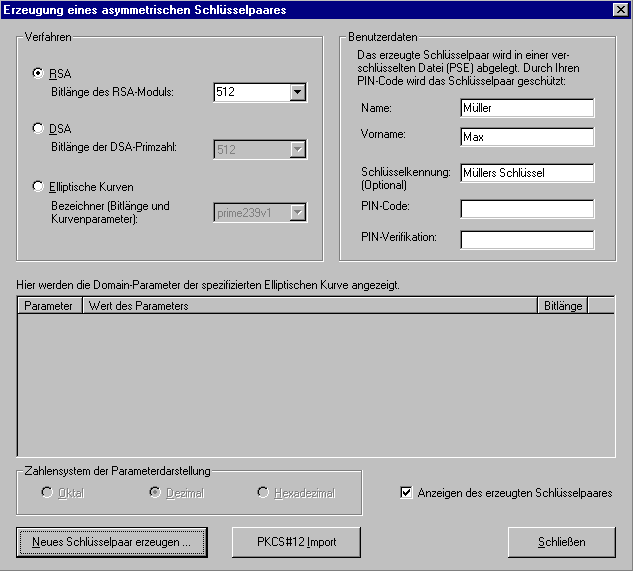 Erzeugung eines asymmetrischen Schlüsselpaares
Verfahren
RSA
Bitlänge des RSA-Moduls:
512
DSA
Bitlänge der DSA-Primzahl:
512
Elliptische Kurven
Bezeichner (Bitlänge und
Kurvenparameter):
prime239v1
Benutzerdaten
Das erzeugte Schlüsselpaar wird in einer ver-
schlüsselten Datei (PSE) abgelegt. Durch Ihren
PIN-Code wird das Schlüsselpaar geschützt:
Name:
Müller
Vorname:
Max
Schlüsselkennung:
(Optional)
Müllers Schlüssel
PIN-Code:
PIN-Verifikation:
Hier werden die Domain-Parameter der spezifizierten Elliptischen Kurve angezeigt.
Parameter Wert des Parameters Bitlänge
Zahlensystem der Parameterdarstellung
Oktal Dezimal Hexadezimal
Anzeigen des erzeugten Schlüsselpaares
Neues Schlüsselpaar erzeugen ... PKCS#12 Import Schließen